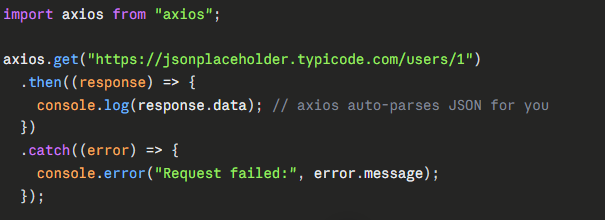 import axios from "axios";

axios.get("https://jsonplaceholder.typicode.com/users/1")
  .then((response) => {
    console.log(response.data); // axios auto-parses JSON for you
  })
  .catch((error) => {
    console.error("Request failed:", error.message);
  });